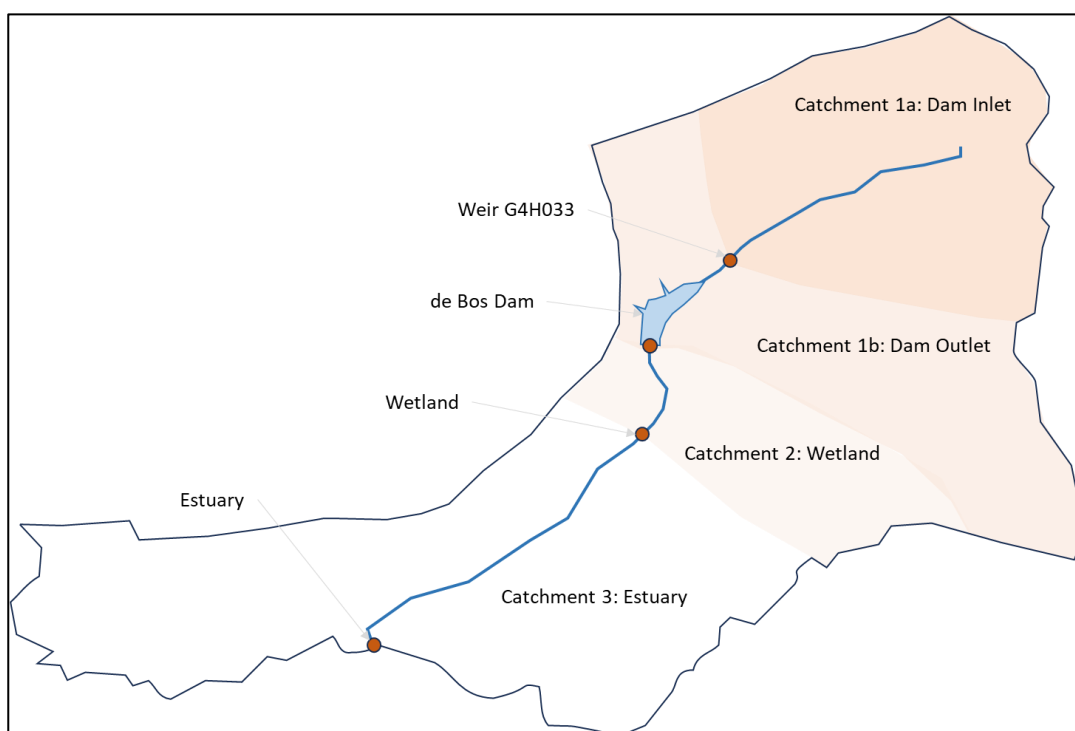 Catchment 1a: Dam Inlet
Weir G4H033
de Bos Dam
Catchment 1b: Dam Outlet
Wetland
Catchment 2: Wetland
Estuary
Catchment 3: Estuary